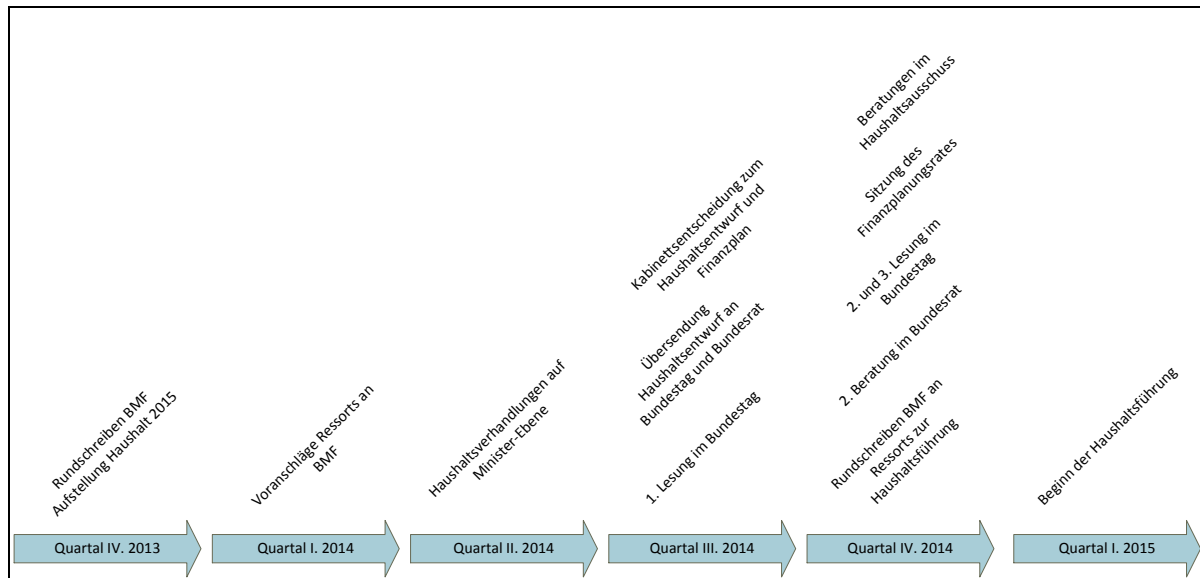 Rundschreiben BMF
Aufstellung Haushalt 2015
Voranschläge Ressorts an
BMF
Haushaltsverhandlungen auf
Minister-Ebene
Kabinettsentscheidung zum
Haushaltsentwurf und
Finanzplan
Übersendung
Haushaltsentwurf an
Bundestag und Bundesrat
1. Lesung im Bundestag
Beratungen im
Haushaltsausschuss
Sitzung des
Finanzplanungsrates
2. und 3. Lesung im
Bundestag
2. Beratung im Bundesrat
Rundschreiben BMF an
Ressorts zur
Haushaltsführung
Beginn der Haushaltsführung
Quartal IV. 2013
Quartal I. 2014
Quartal II. 2014
Quartal III. 2014
Quartal IV. 2014
Quartal I. 2015